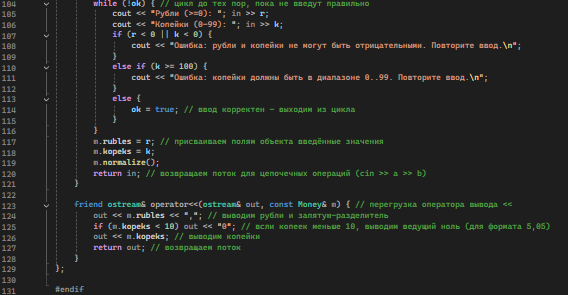 104 while (!ok) { // цикл до тех пор, пока не введут правильно
105 cout << "Рубли (>=0): "; in >> r;
106 cout << "Копейки (0-99): "; in >> k;
107 if (r < 0 || k < 0) {
108 cout << "Ошибка: рубли и копейки не могут быть отрицательными. Повторите ввод.\n";
109 }
110 else if (k >= 100) {
111 cout << "Ошибка: копейки должны быть в диапазоне 0..99. Повторите ввод.\n";
112 }
113 else {
114 ok = true; // ввод корректен - выходим из цикла
115 }
116 }
117 m.rubles = r; // присваиваем полям объекта введённые значения
118 m.kopeks = k;
119 m.normalize();
120 return in; // возвращаем поток для цепочечных операций (cin >> a >> b)
121 }
122
123 friend ostream& operator<<(ostream& out, const Money& m) { // перегрузка оператора вывода <<
124 out << m.rubles << ","; // выводим рубли и запятую-разделитель
125 if (m.kopeks < 10) out << "0"; // если копеек меньше 10, выводим ведущий ноль (для формата 5,05)
126 out << m.kopeks; // выводим копейки
127 return out; // возвращаем поток
128 }
129 };
130
131 #endif